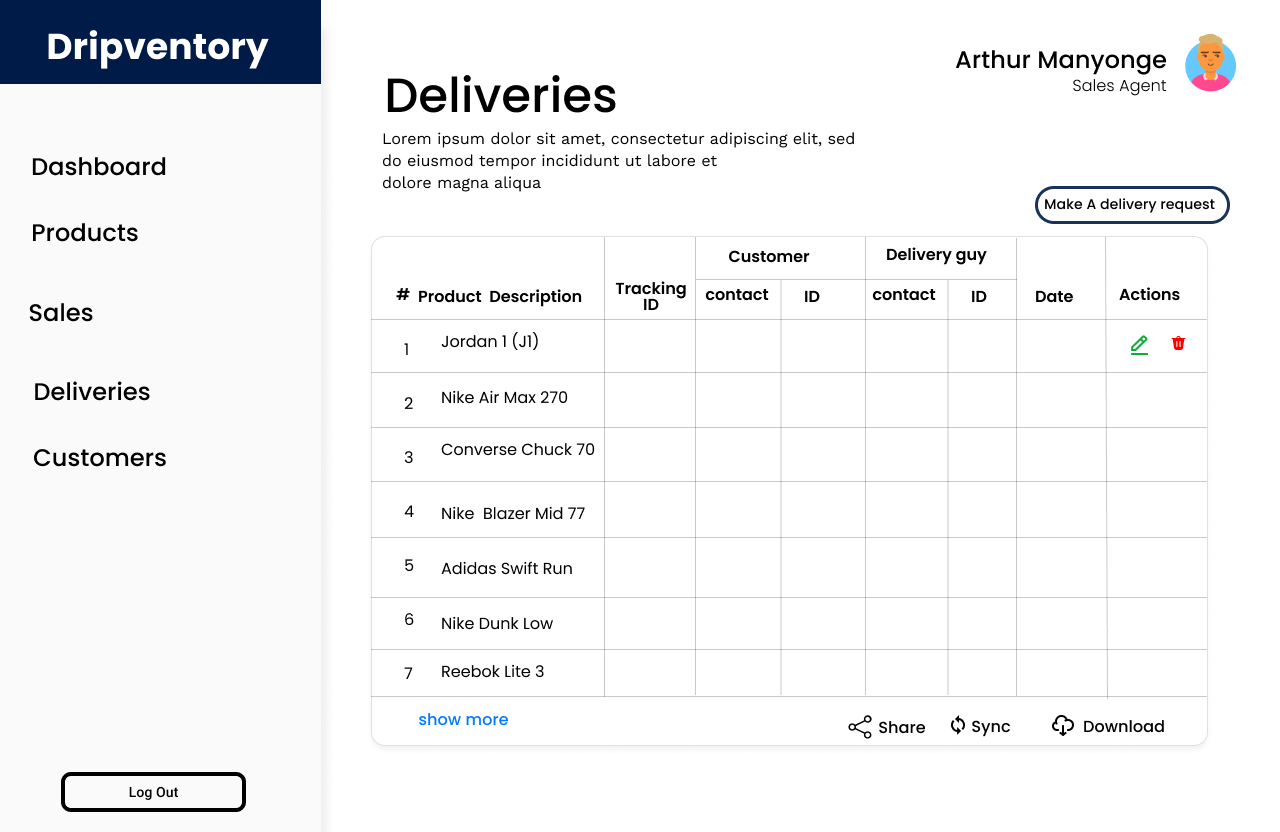 Dripventory
Dashboard
Products
Sales
Deliveries
Customers
Log Out
Arthur Manyonge
Sales Agent
Deliveries
Lorem ipsum dolor sit amet, consectetur adipiscing elit, sed
do eiusmod tempor incididunt ut labore et
dolore magna aliqua
Make A delivery request
Customer Delivery guy
# Product Description Tracking ID contact ID contact ID Date Actions
1 Jordan 1 (J1)
2 Nike Air Max 270
3 Converse Chuck 70
4 Nike Blazer Mid 77
5 Adidas Swift Run
6 Nike Dunk Low
7 Reebok Lite 3
show more Share Sync Download